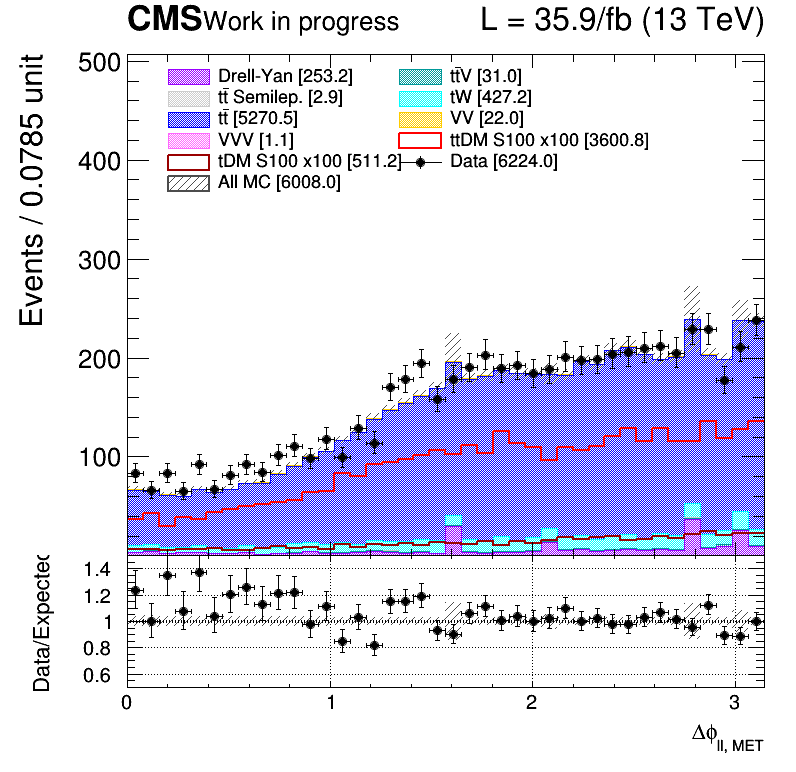 CMS Work in progress L = 35.9/fb (13 TeV)
Events / 0.0785 unit
500
400
300
200
100
Drell-Yan [253.2] tt̄V [31.0]
tt̄ Semilep. [2.9] tW [427.2]
tt̄ [5270.5] VV [22.0]
VVV [1.1] ttDM S100 x100 [3600.8]
tDM S100 x100 [511.2] Data [6224.0]
All MC [6008.0]
Data/Expected
1.4
1.2
1
0.8
0.6
0 1 2 3
Δϕll, MET